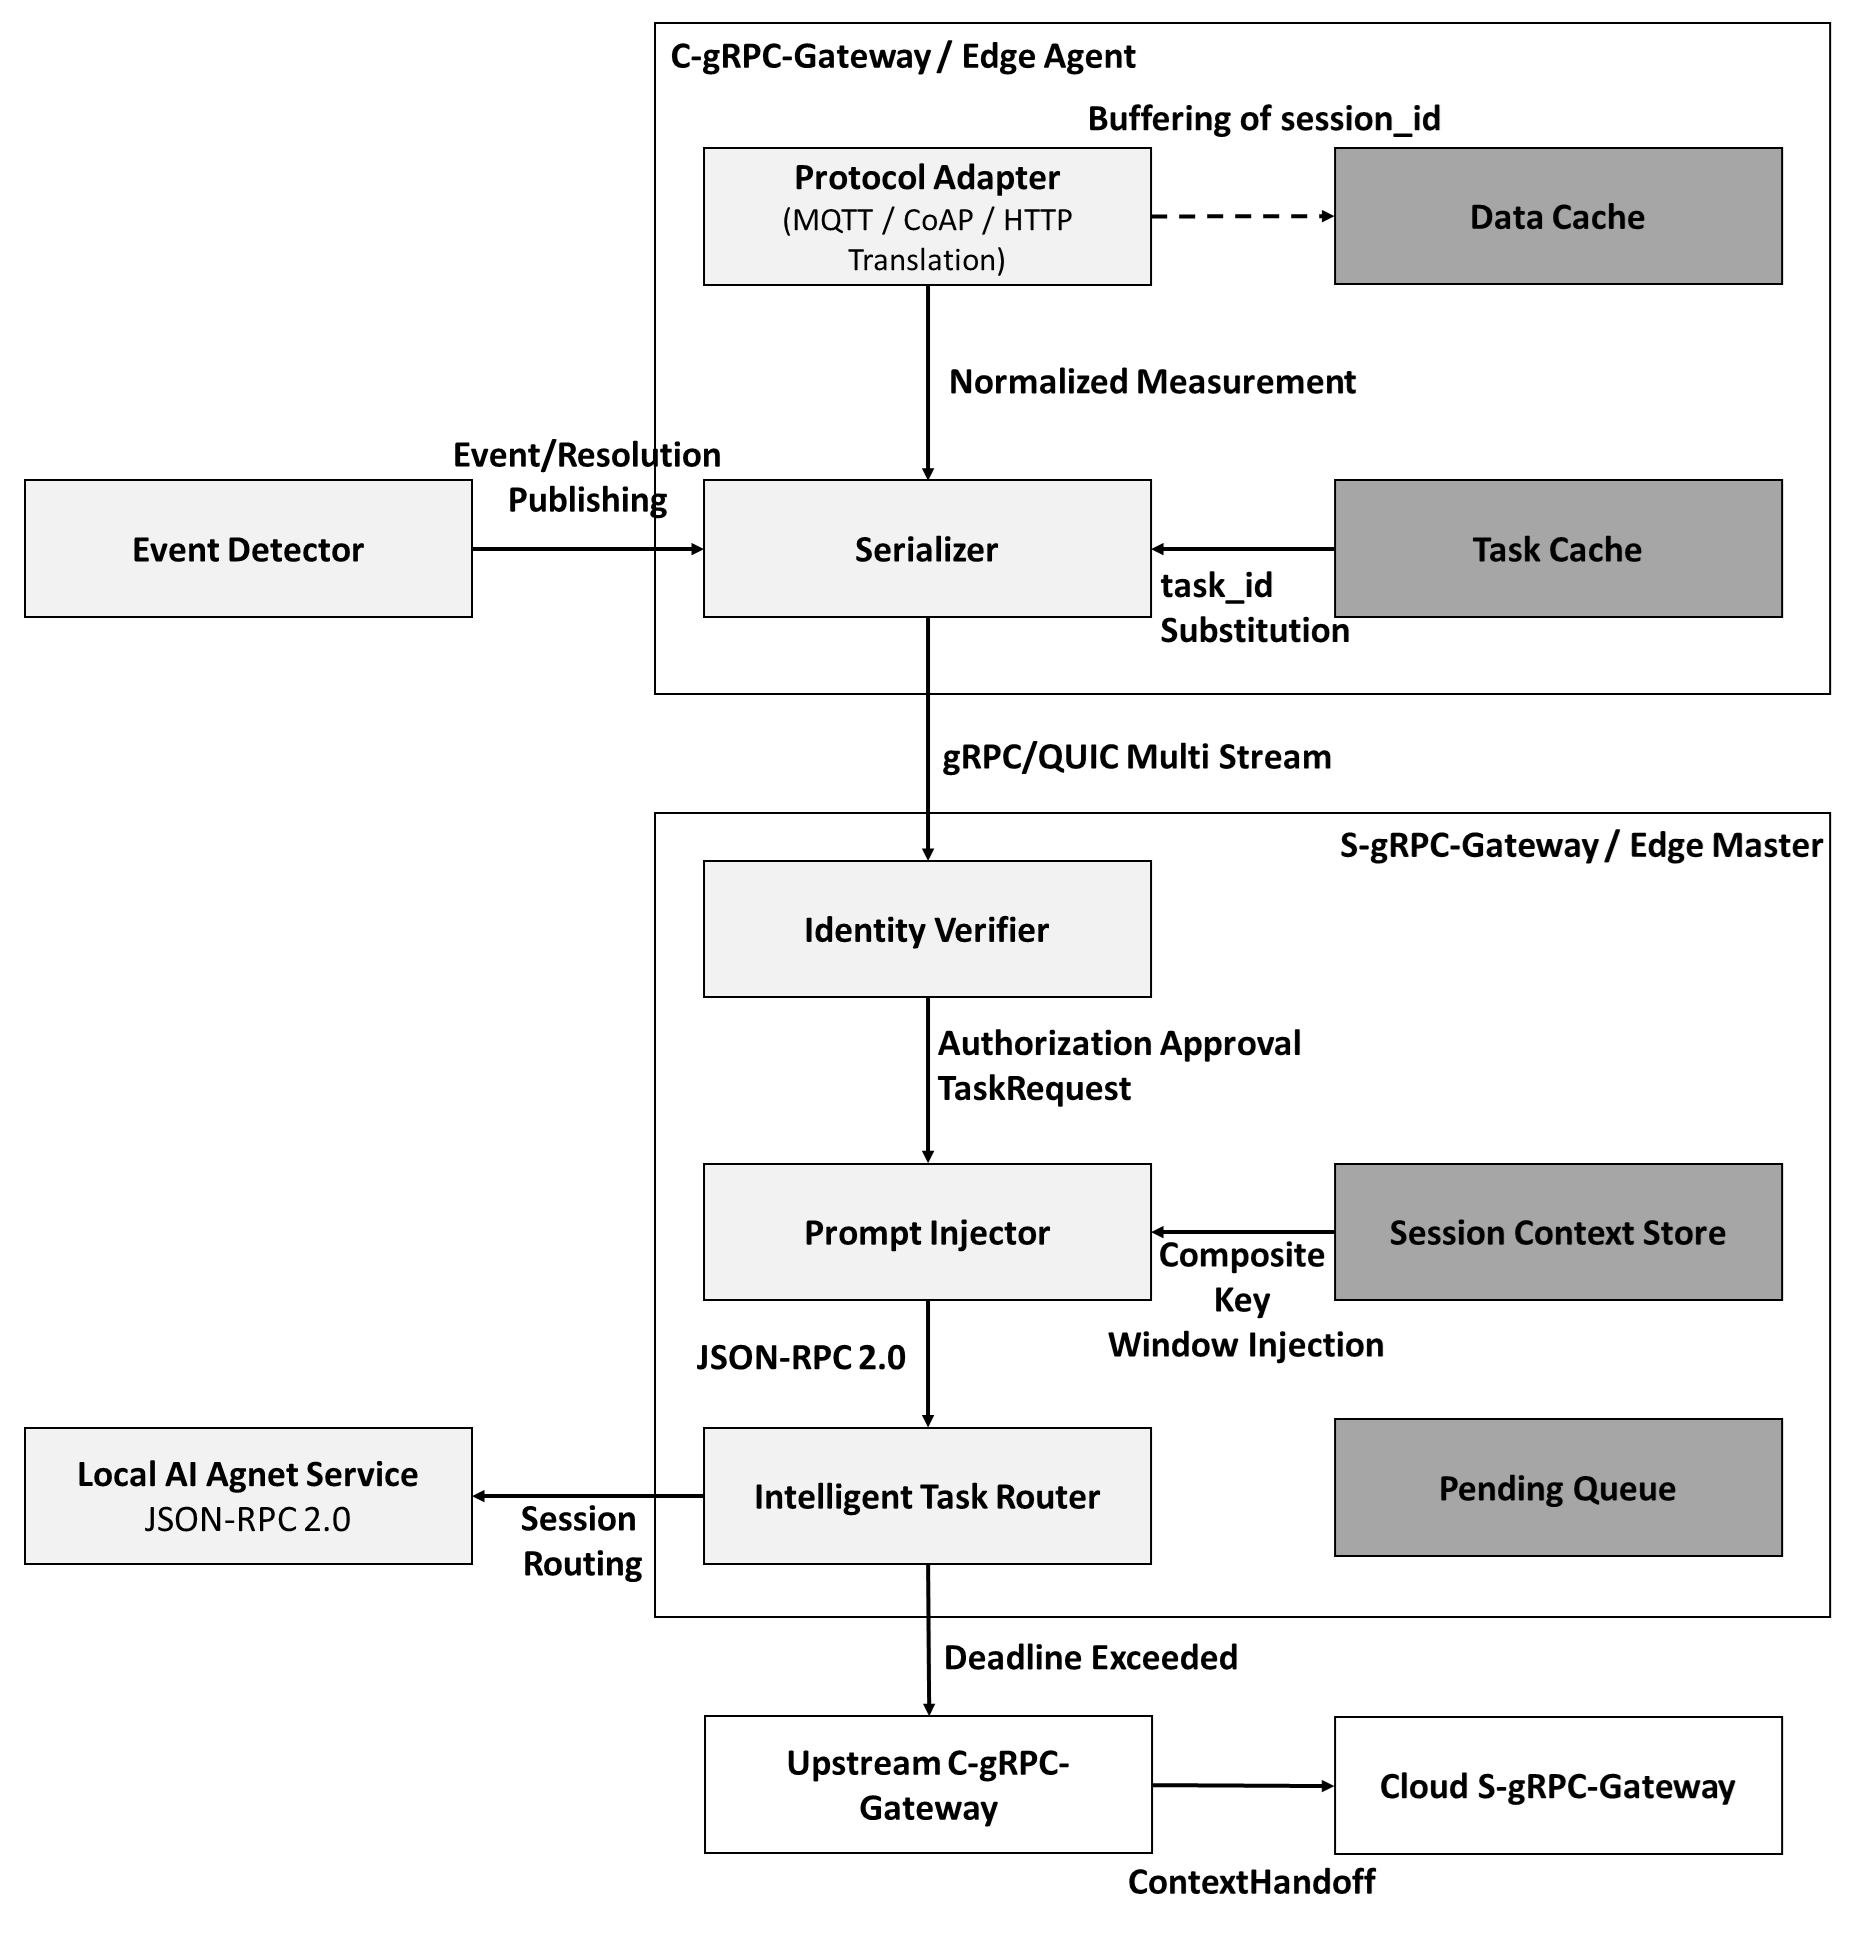 C-gRPC-Gateway / Edge Agent
Buffering of session_id
Protocol Adapter
(MQTT / CoAP / HTTP
Translation)
Data Cache
Normalized Measurement
Event/Resolution
Publishing
Event Detector
Serializer
Task Cache
task_id
Substitution
gRPC/QUIC Multi Stream
S-gRPC-Gateway / Edge Master
Identity Verifier
Authorization Approval
TaskRequest
Prompt Injector
Session Context Store
Composite
Key
Window Injection
JSON-RPC 2.0
Local AI Agnet Service
JSON-RPC 2.0
Session
Routing
Intelligent Task Router
Pending Queue
Deadline Exceeded
Upstream C-gRPC-
Gateway
Cloud S-gRPC-Gateway
ContextHandoff